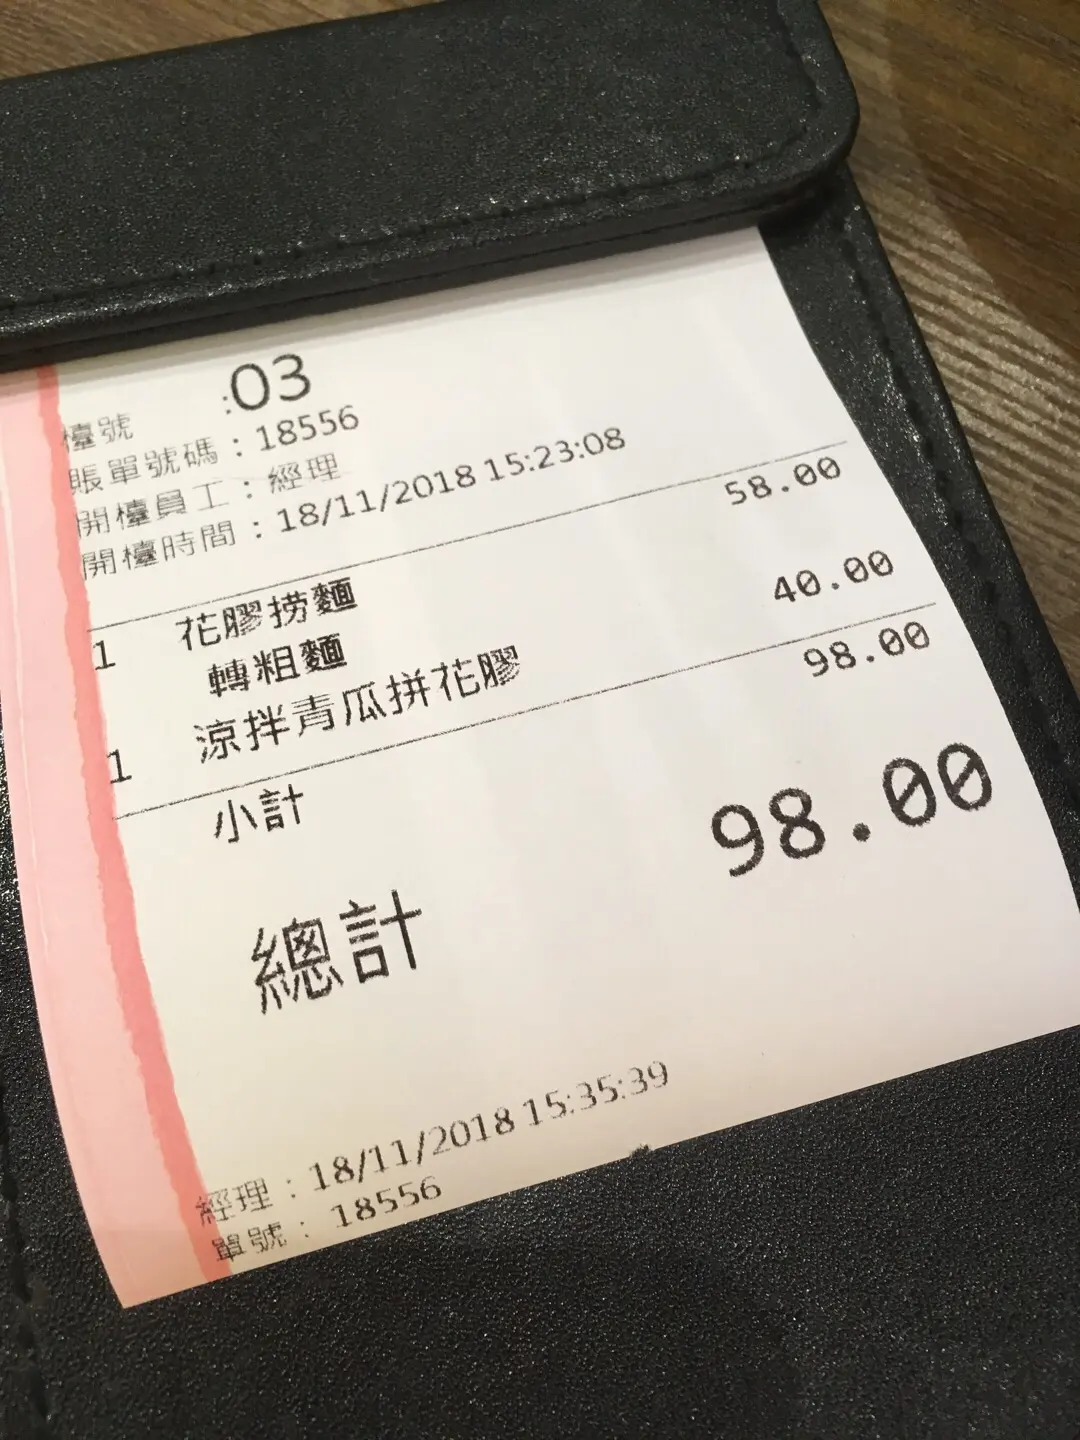 檯號 :03
賬單號碼：18556
開檯員工：經理
開檯時間：18/11/2018 15:23:08
1 花膠撈麵 58.00
轉粗麵
1 涼拌青瓜拼花膠 40.00
小計 98.00
總計 98.00
經理：18/11/2018 15:35:39
單號：18556